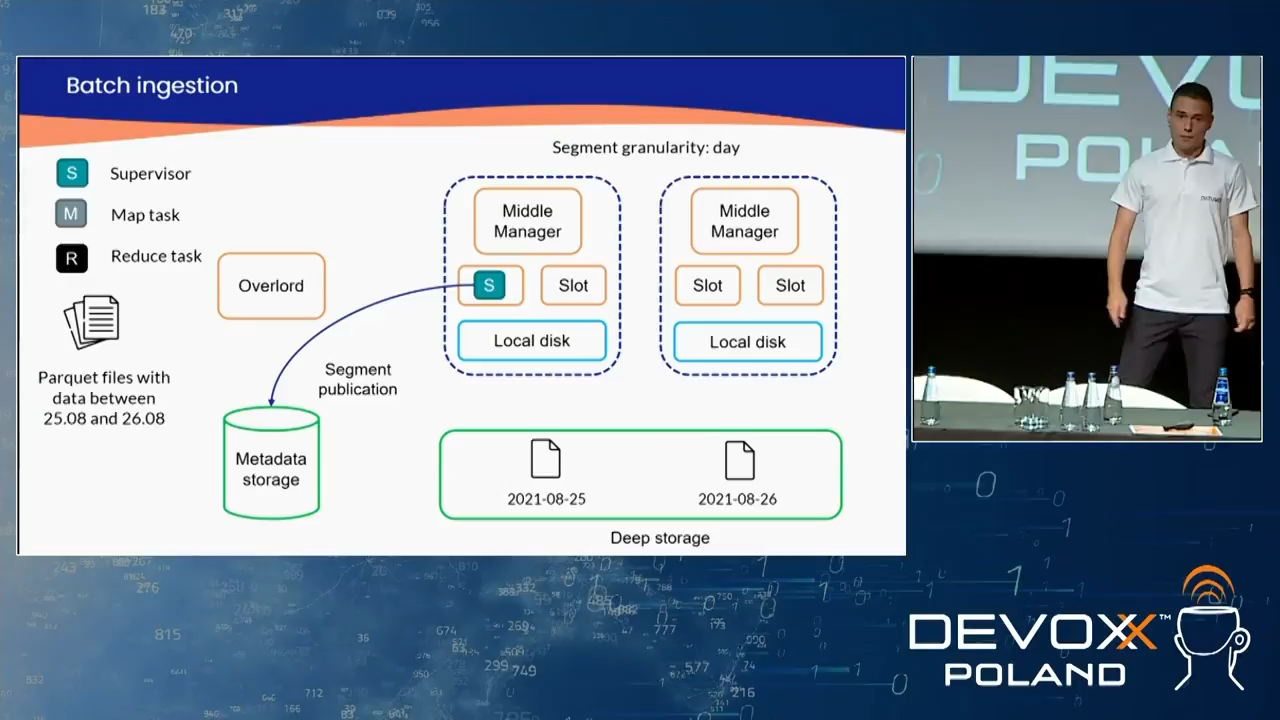 Batch ingestion
Segment granularity: day
S
Supervisor
M
Map task
R
Reduce task
Parquet files with
data between
25.08 and 26.08
Overlord
Segment
publication
Metadata
storage
Middle
Manager
S
Slot
Local disk
Middle
Manager
Slot
Slot
Local disk
2021-08-25
2021-08-26
Deep storage
DEVOXX™
POLAND